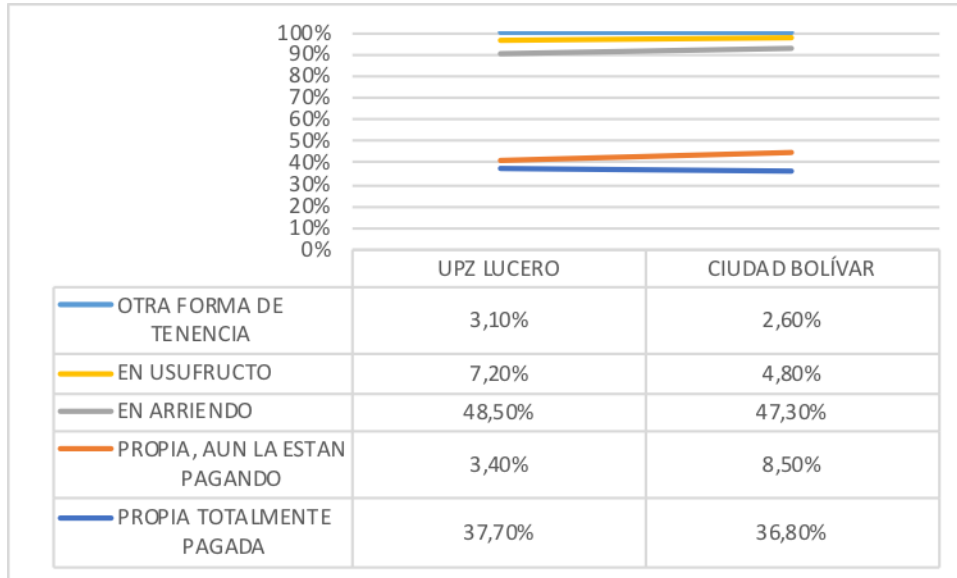 100%
90%
80%
70%
60%
50%
40%
30%
20%
10%
0%
UPZ LUCERO CIUDAD BOLÍVAR
OTRA FORMA DE
TENENCIA 3,10% 2,60%
EN USUFRUCTO 7,20% 4,80%
EN ARRIENDO 48,50% 47,30%
PROPIA, AUN LA ESTAN
PAGANDO 3,40% 8,50%
PROPIA TOTALMENTE
PAGADA 37,70% 36,80%